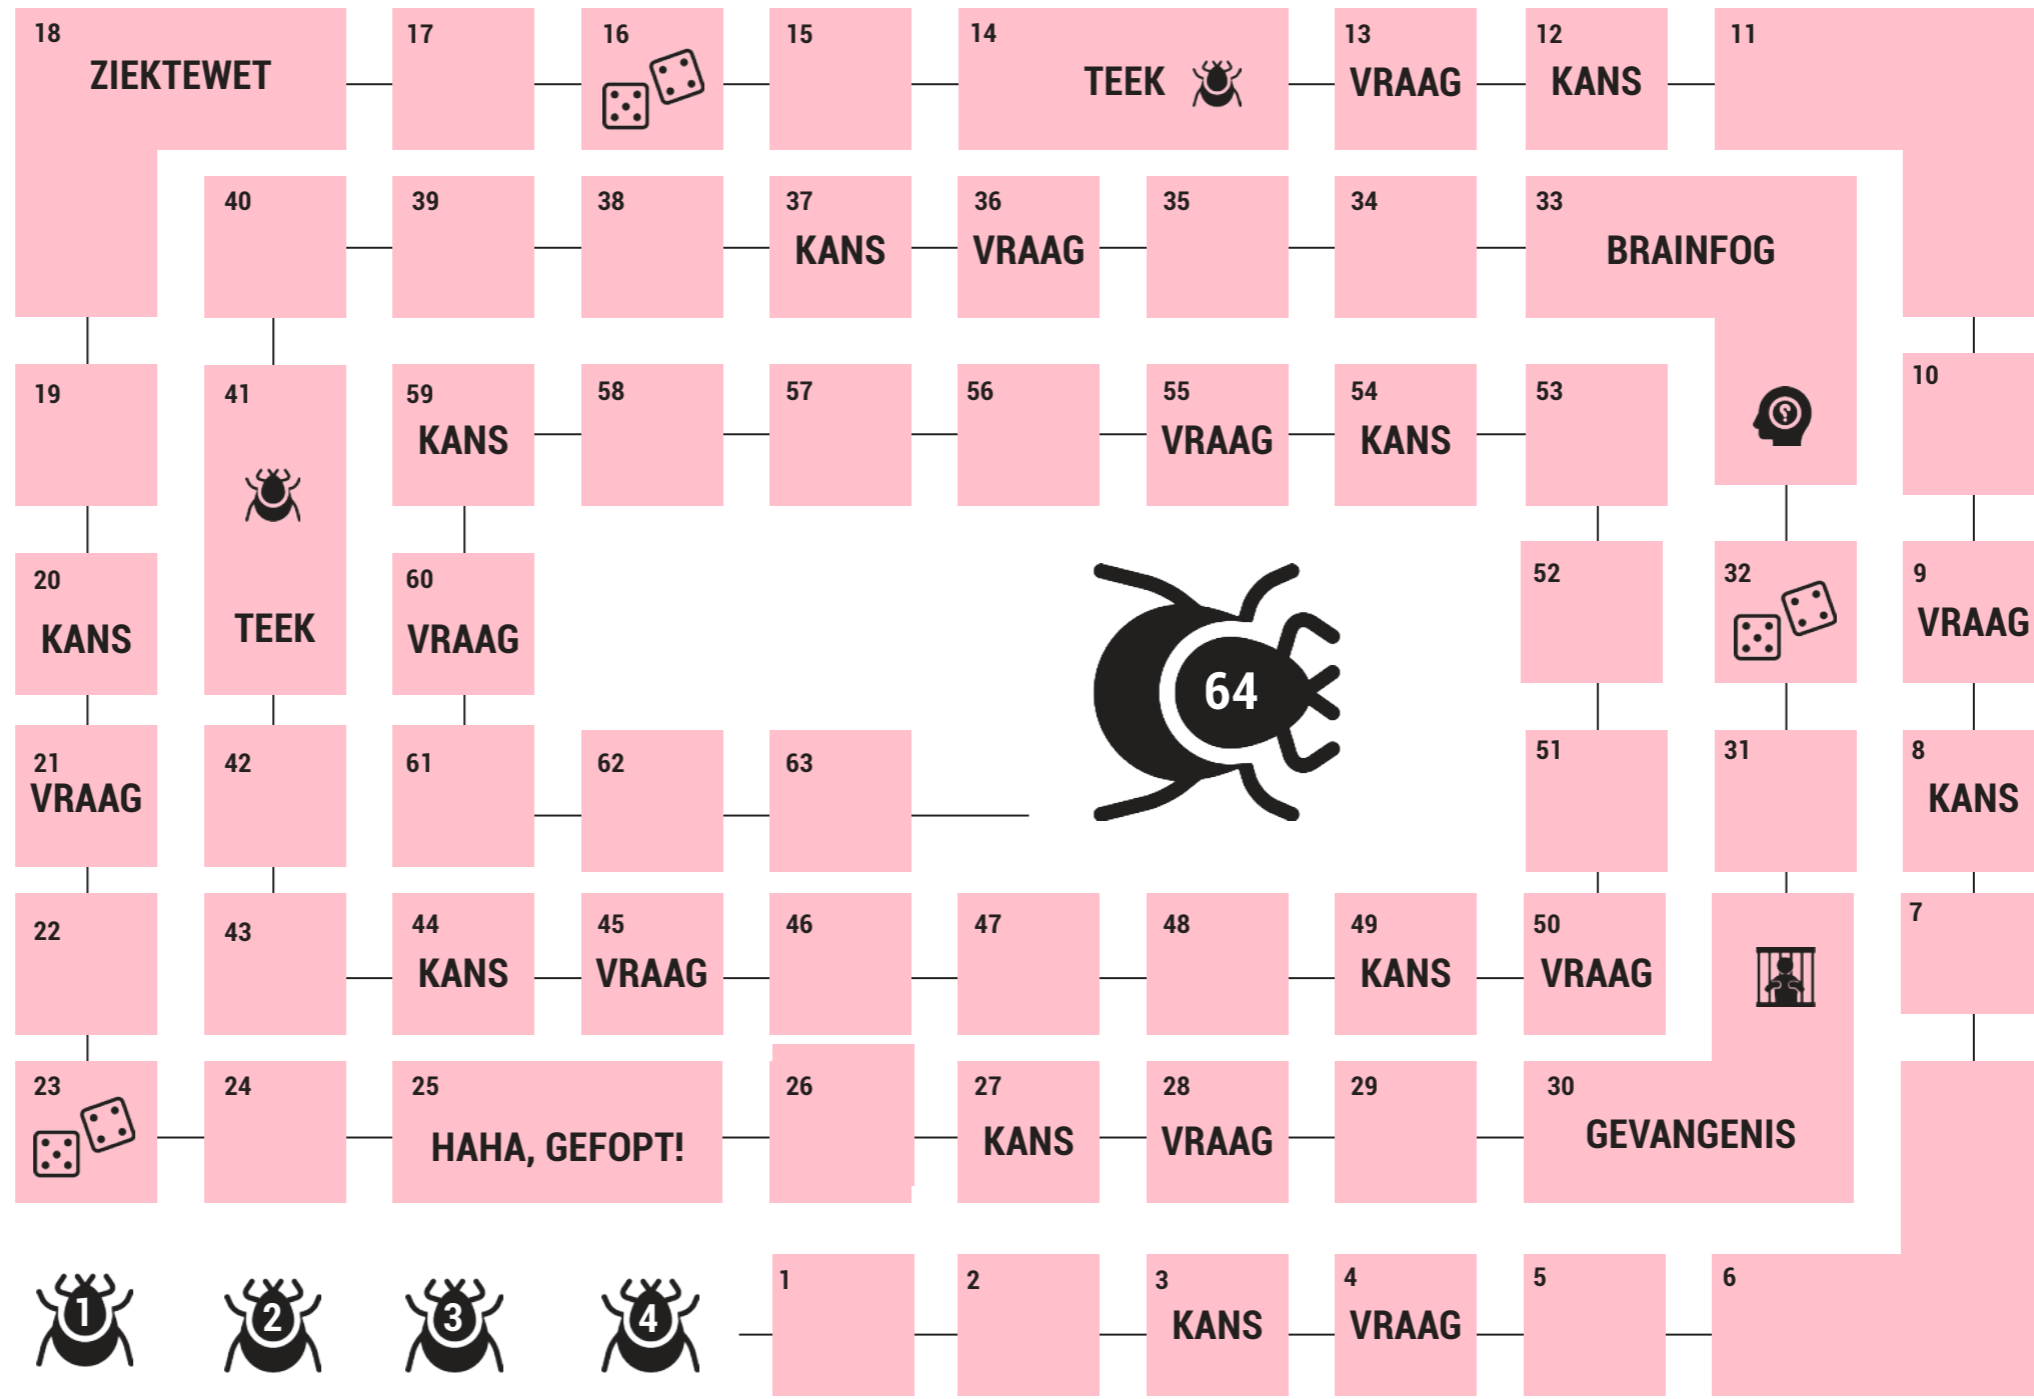 18 ZIEKTEWET
17
16
15
14 TEEK
13 VRAAG
12 KANS
11
40
39
38
37 KANS
36 VRAAG
35
34
33 BRAINFOG
19
41 TEEK
59 KANS
58
57
56
55 VRAAG
54 KANS
53
10
20 KANS
60 VRAAG
64
52
32
9 VRAAG
21 VRAAG
42
61
62
63
51
31
8 KANS
22
43
44 KANS
45 VRAAG
46
47
48
49 KANS
50 VRAAG
7
23
24
25 HAHA, GEFOPT!
26
27 KANS
28 VRAAG
29
30 GEVANGENIS
1
2
3
4
1
2
3 KANS
4 VRAAG
5
6